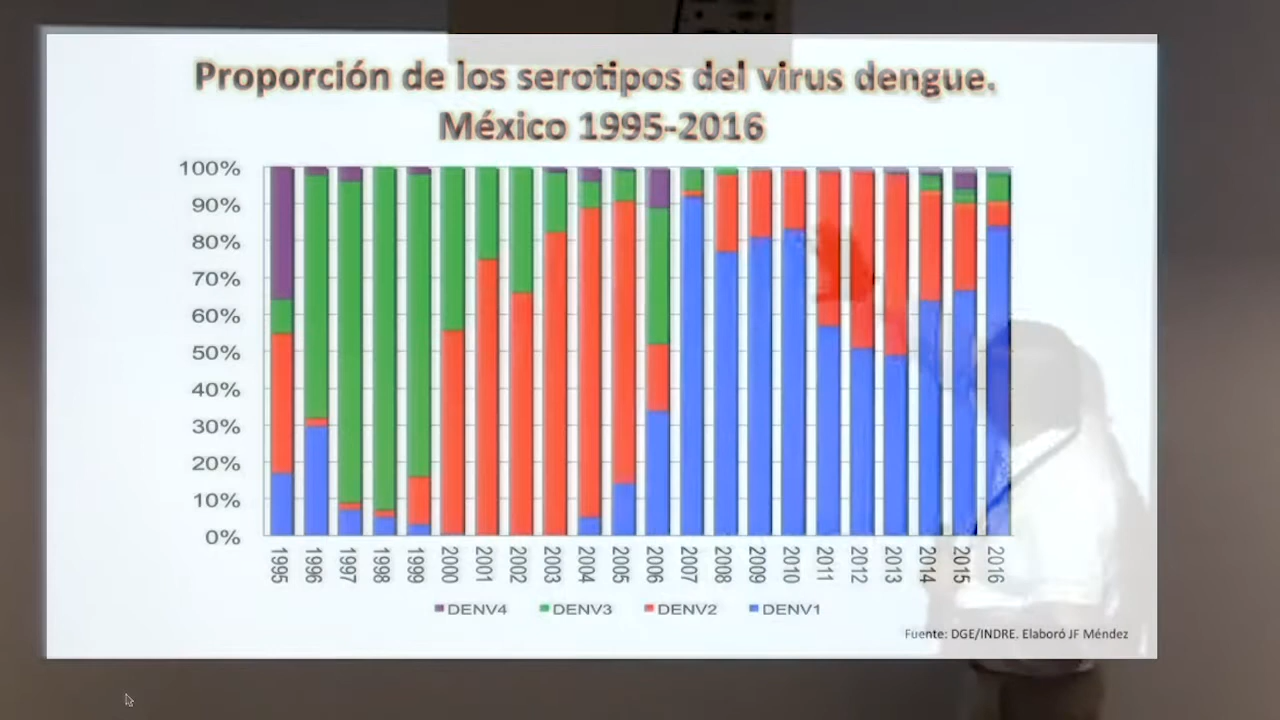 Proporción de los serotipos del virus dengue.
México 1995-2016
100%
90%
80%
70%
60%
50%
40%
30%
20%
10%
0%
1995 1996 1997 1998 1999 2000 2001 2002 2003 2004 2005 2006 2007 2008 2009 2010 2011 2012 2013 2014 2015 2016
DENV4 DENV3 DENV2 DENV1
Fuente: DGE/INDRE. Elaboró JF Méndez